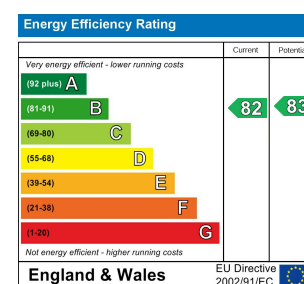 Energy Efficiency Rating
Current Potentia
Very energy efficient - lower running costs
(92 plus) A
(81-91) B 82 83
(69-80) C
(55-68) D
(39-54) E
(21-38) F
(1-20) G
Not energy efficient - higher running costs
England & Wales
EU Directive
2002/91/EC